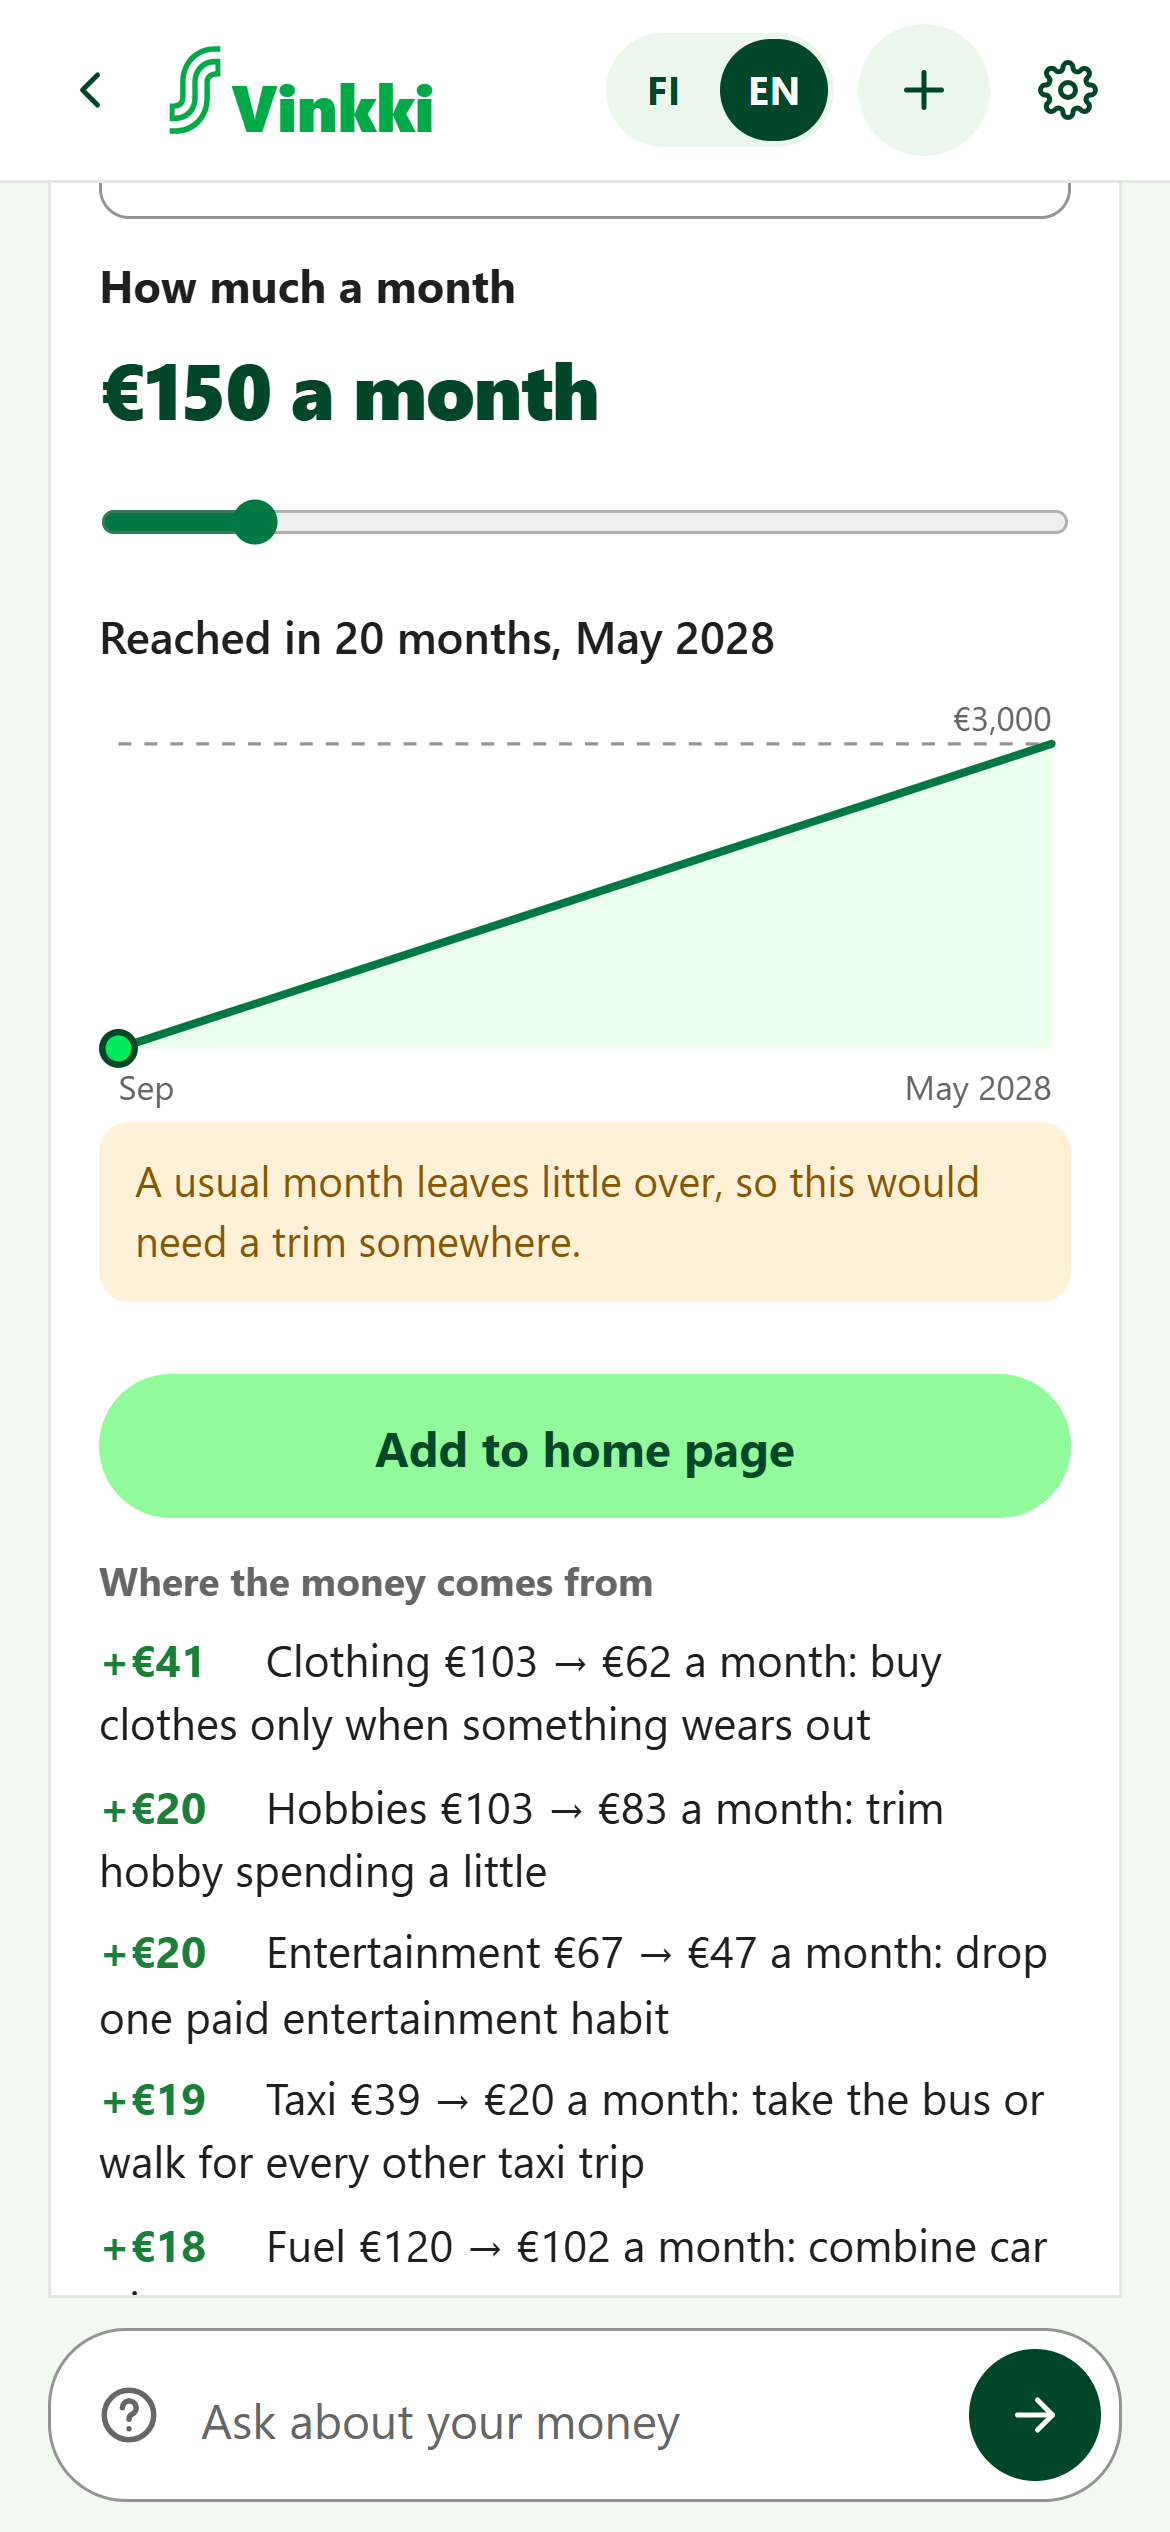 Vinkki
FI
EN
How much a month
€150 a month
Reached in 20 months, May 2028
€3,000
Sep
May 2028
A usual month leaves little over, so this would
need a trim somewhere.
Add to home page
Where the money comes from
+€41 Clothing €103 → €62 a month: buy
clothes only when something wears out
+€20 Hobbies €103 → €83 a month: trim
hobby spending a little
+€20 Entertainment €67 → €47 a month: drop
one paid entertainment habit
+€19 Taxi €39 → €20 a month: take the bus or
walk for every other taxi trip
+€18 Fuel €120 → €102 a month: combine car
Ask about your money